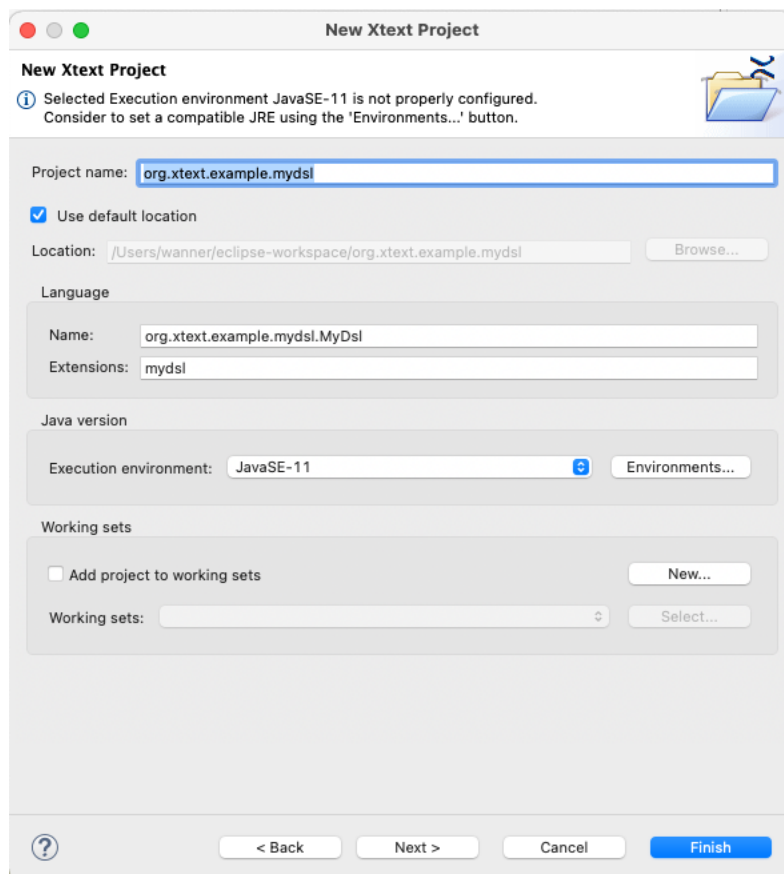 New Xtext Project
New Xtext Project
Selected Execution environment JavaSE-11 is not properly configured.
Consider to set a compatible JRE using the 'Environments...' button.
Project name: org.xtext.example.mydsl
Use default location
Location: /Users/wanner/eclipse-workspace/org.xtext.example.mydsl Browse...
Language
Name: org.xtext.example.mydsl.MyDsl
Extensions: mydsl
Java version
Execution environment: JavaSE-11 Environments...
Working sets
Add project to working sets New...
Working sets: Select...
? < Back Next > Cancel Finish